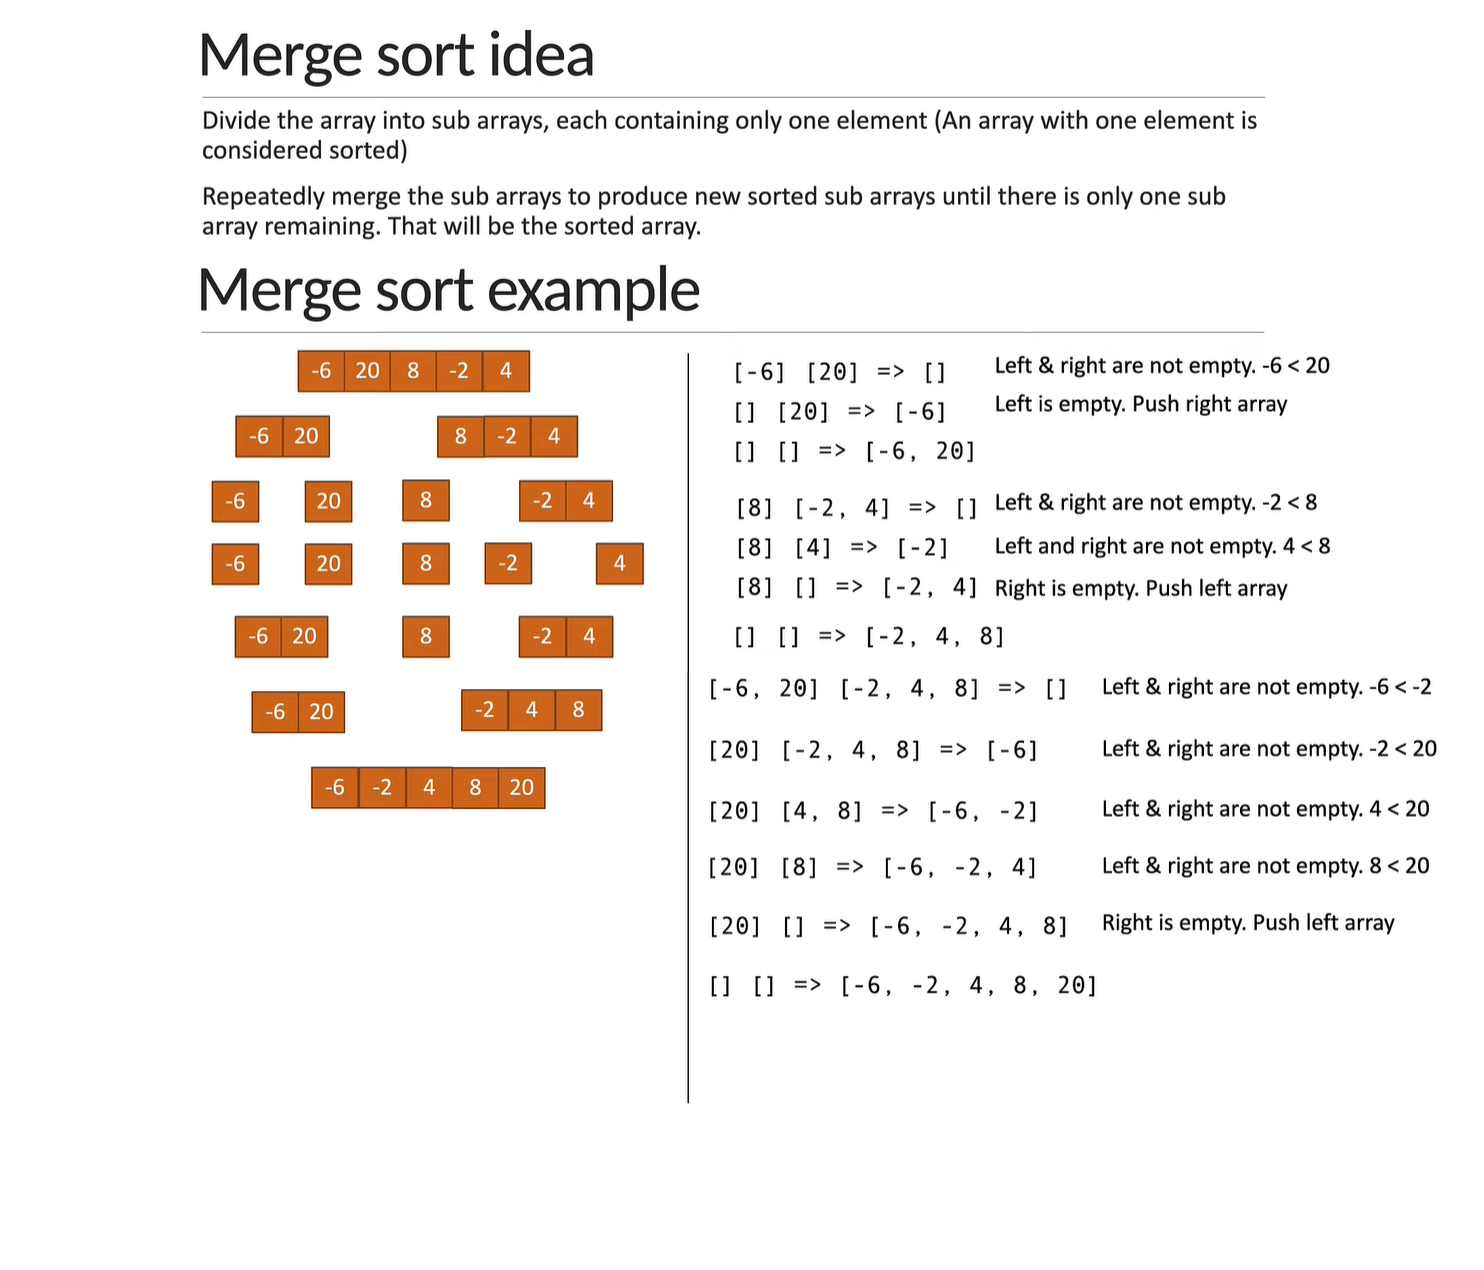 Merge sort idea
Divide the array into sub arrays, each containing only one element (An array with one element is
considered sorted)
Repeatedly merge the sub arrays to produce new sorted sub arrays until there is only one sub
array remaining. That will be the sorted array.
Merge sort example
-6 20 8 -2 4
-6 20 8 -2 4
-6 20 8 -2 4
-6 20 8 -2 4
-6 20 8 -2 4
-6 20 -2 4 8
-6 -2 4 8 20
[-6] [20] => [] Left & right are not empty. -6 < 20
[] [20] => [-6] Left is empty. Push right array
[] [] => [-6, 20]
[8] [-2, 4] => [] Left & right are not empty. -2 < 8
[8] [4] => [-2] Left and right are not empty. 4 < 8
[8] [] => [-2, 4] Right is empty. Push left array
[] [] => [-2, 4, 8]
[-6, 20] [-2, 4, 8] => [] Left & right are not empty. -6 < -2
[20] [-2, 4, 8] => [-6] Left & right are not empty. -2 < 20
[20] [4, 8] => [-6, -2] Left & right are not empty. 4 < 20
[20] [8] => [-6, -2, 4] Left & right are not empty. 8 < 20
[20] [] => [-6, -2, 4, 8] Right is empty. Push left array
[] [] => [-6, -2, 4, 8, 20]